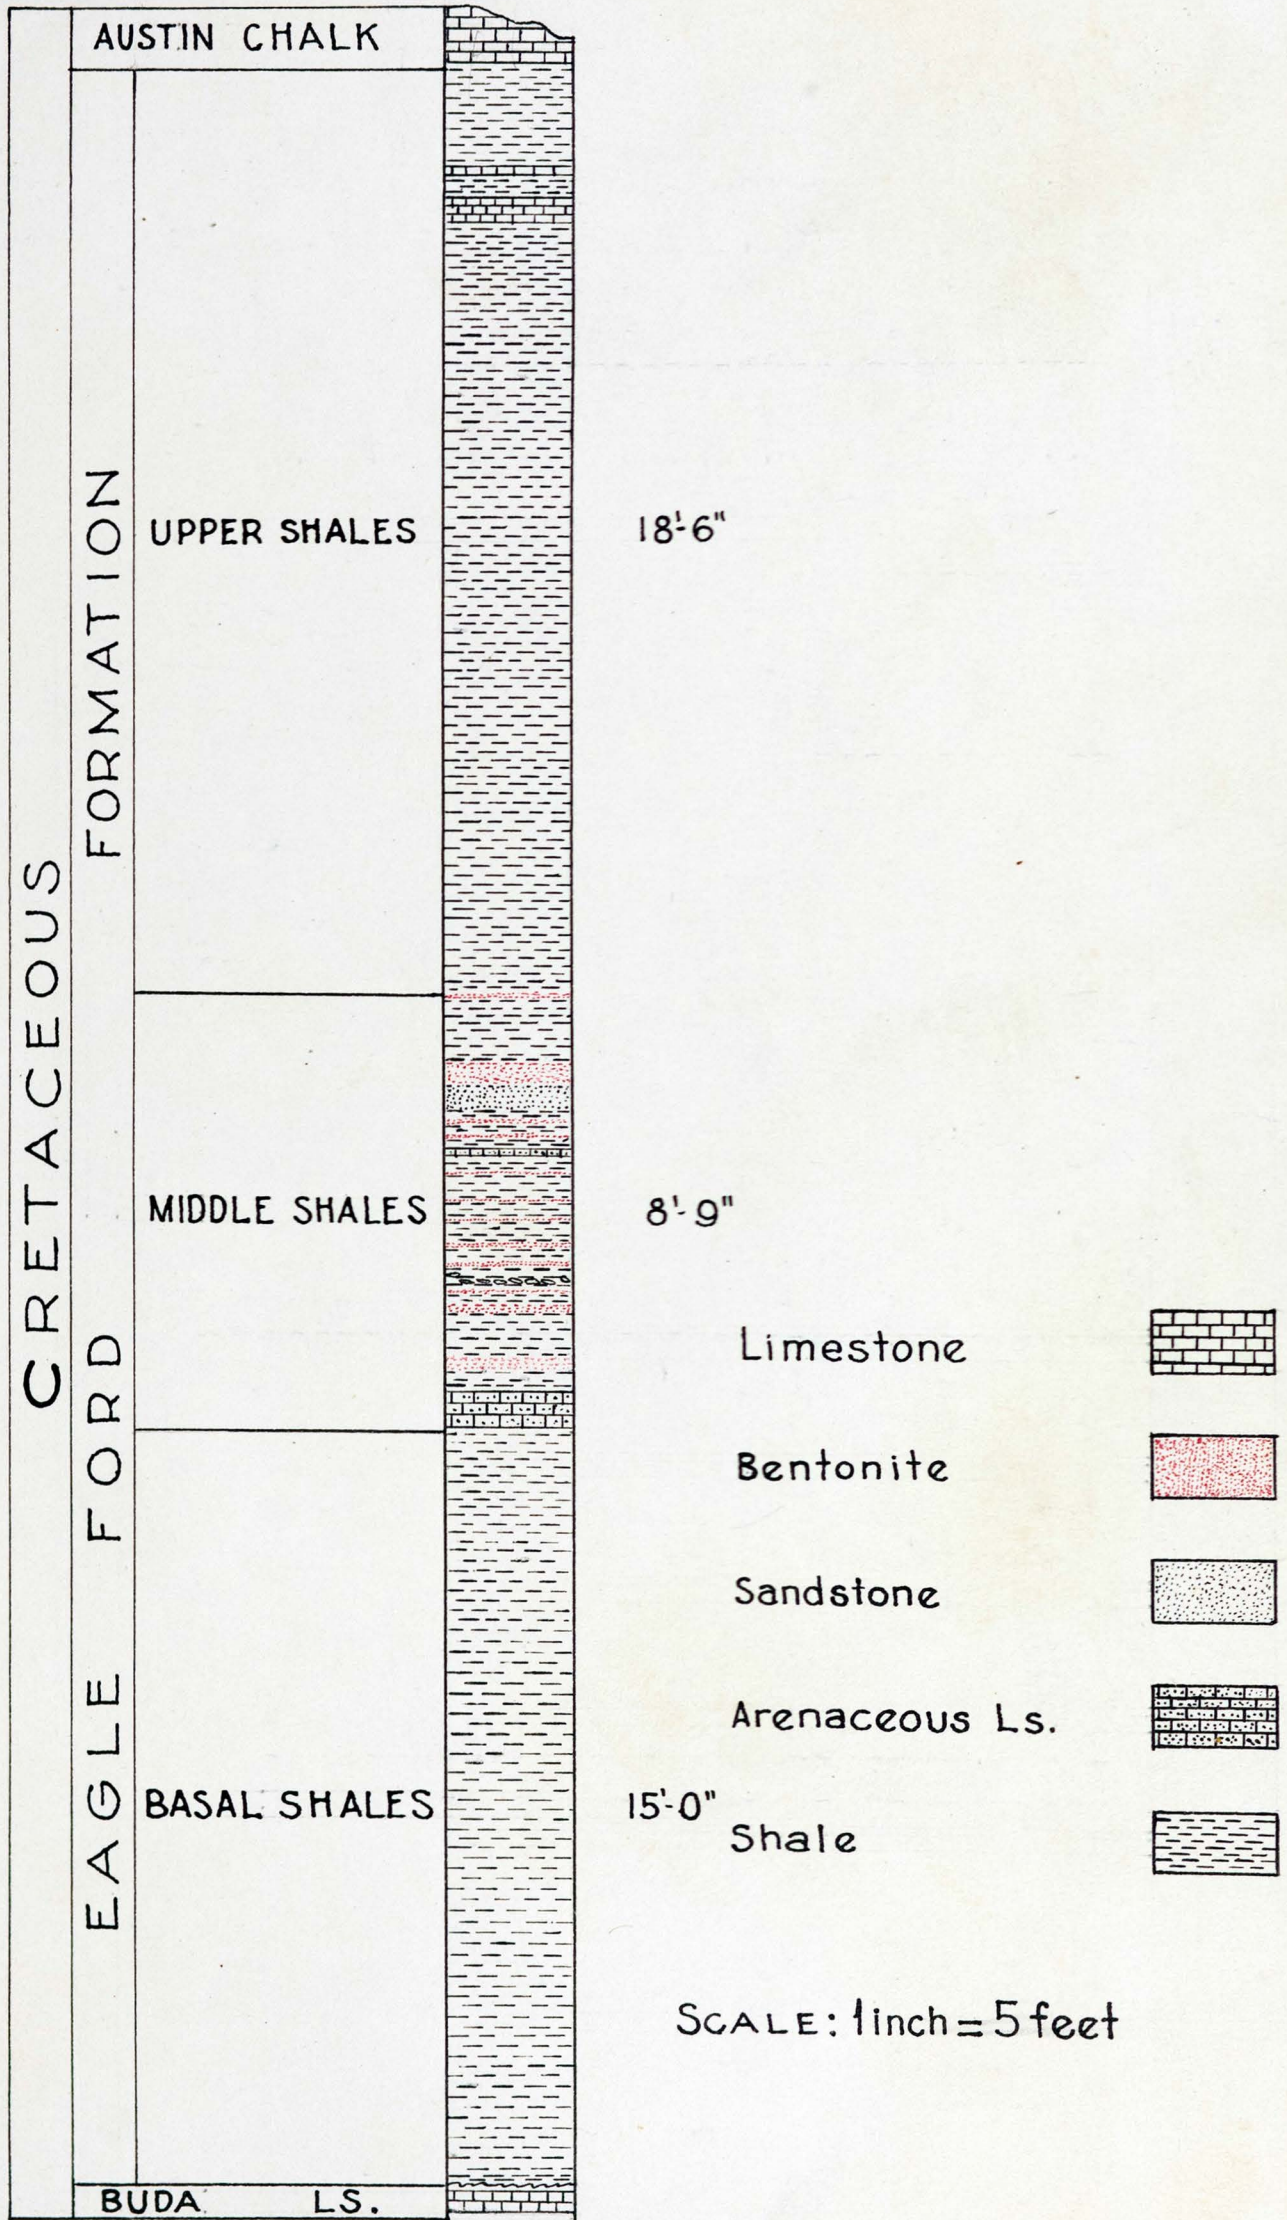 AUSTIN CHALK
CRETACEOUS
EAGLE FORD FORMATION
UPPER SHALES
18'-6"
MIDDLE SHALES
8'-9"
BASAL SHALES
15'-0"
BUDA LS.
Limestone
Bentonite
Sandstone
Arenaceous Ls.
Shale
SCALE: 1 inch = 5 feet